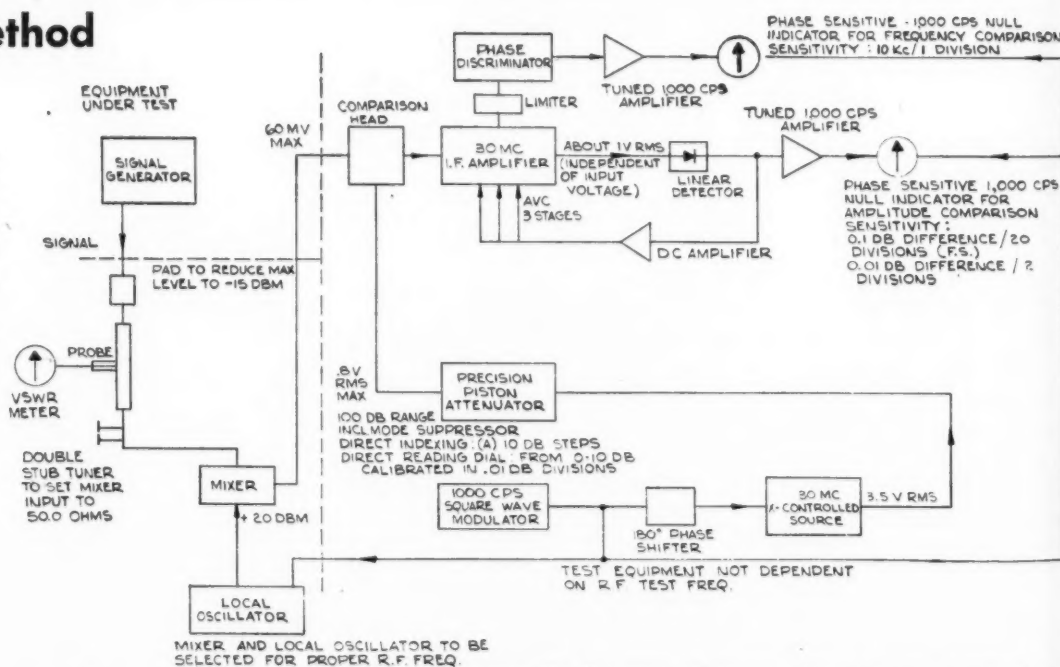 ethod
EQUIPMENT
UNDER TEST
SIGNAL
GENERATOR
SIGNAL
PAD TO REDUCE MAX
LEVEL TO -15 DBM
PROBE
VSWR
METER
DOUBLE
STUB TUNER
TO SET MIXER
INPUT TO
50.0 OHMS
MIXER
+20 DBM
LOCAL
OSCILLATOR
MIXER AND LOCAL OSCILLATOR TO BE
SELECTED FOR PROPER R.F. FREQ.
60 MV
MAX
COMPARISON
HEAD
PHASE
DISCRIMINATOR
LIMITER
30 MC
I.F. AMPLIFIER
AVC
3 STAGES
TUNED 1,000 CPS
AMPLIFIER
PHASE SENSITIVE - 1,000 CPS NULL
INDICATOR FOR FREQUENCY COMPARISON
SENSITIVITY : 10 KC/1 DIVISION
ABOUT 1V RMS
(INDEPENDENT
OF INPUT
VOLTAGE)
LINEAR
DETECTOR
DC AMPLIFIER
TUNED 1,000 CPS
AMPLIFIER
PHASE SENSITIVE 1,000 CPS
NULL INDICATOR FOR
AMPLITUDE COMPARISON
SENSITIVITY :
0.1 DB DIFFERENCE / 20
DIVISIONS (F.S.)
0.01 DB DIFFERENCE / 2
DIVISIONS
.8V
RMS
MAX
PRECISION
PISTON
ATTENUATOR
100 DB RANGE
INCL MODE SUPPRESSOR
DIRECT INDEXING : (A) 10 DB STEPS
DIRECT READING DIAL : FROM 0-10 DB
CALIBRATED IN .01 DB DIVISIONS
1000 CPS
SQUARE WAVE
MODULATOR
180° PHASE
SHIFTER
30 MC
X-CONTROLLED
SOURCE
3.5 V RMS
TEST EQUIPMENT NOT DEPENDENT
ON R.F. TEST FREQ.